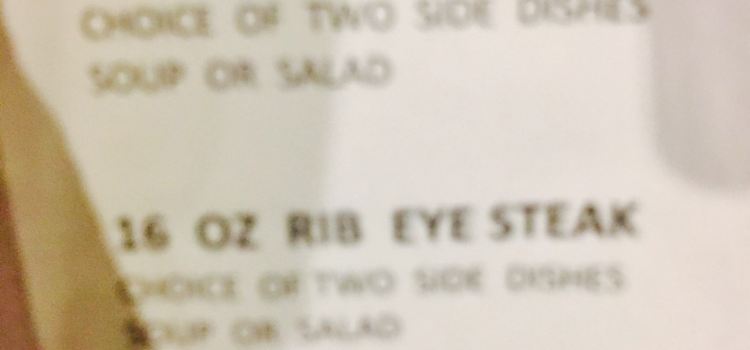 CHOICE OF TWO SIDE DISHES
SOUP OR SALAD
16 OZ RIB EYE STEAK
CHOICE OF TWO SIDE DISHES
SOUP OR SALAD